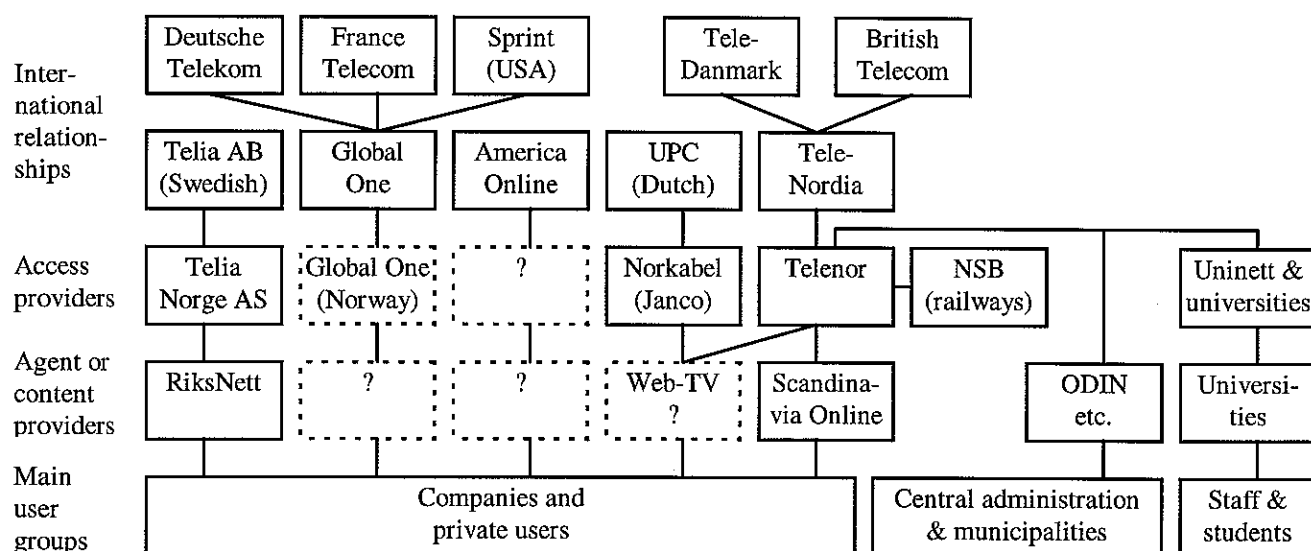 Inter-
national
relation-
ships
Deutsche
Telekom
France
Telecom
Sprint
(USA)
Tele-
Danmark
British
Telecom
Telia AB
(Swedish)
Global
One
America
Online
UPC
(Dutch)
Tele-
Nordia
Access
providers
Telia
Norge AS
Global One
(Norway)
?
Norkabel
(Janco)
Telenor
NSB
(railways)
Uninett &
universities
Agent or
content
providers
RiksNett
?
?
Web-TV
?
Scandina-
via Online
ODIN
etc.
Universi-
ties
Main
user
groups
Companies and
private users
Central administration
& municipalities
Staff &
students